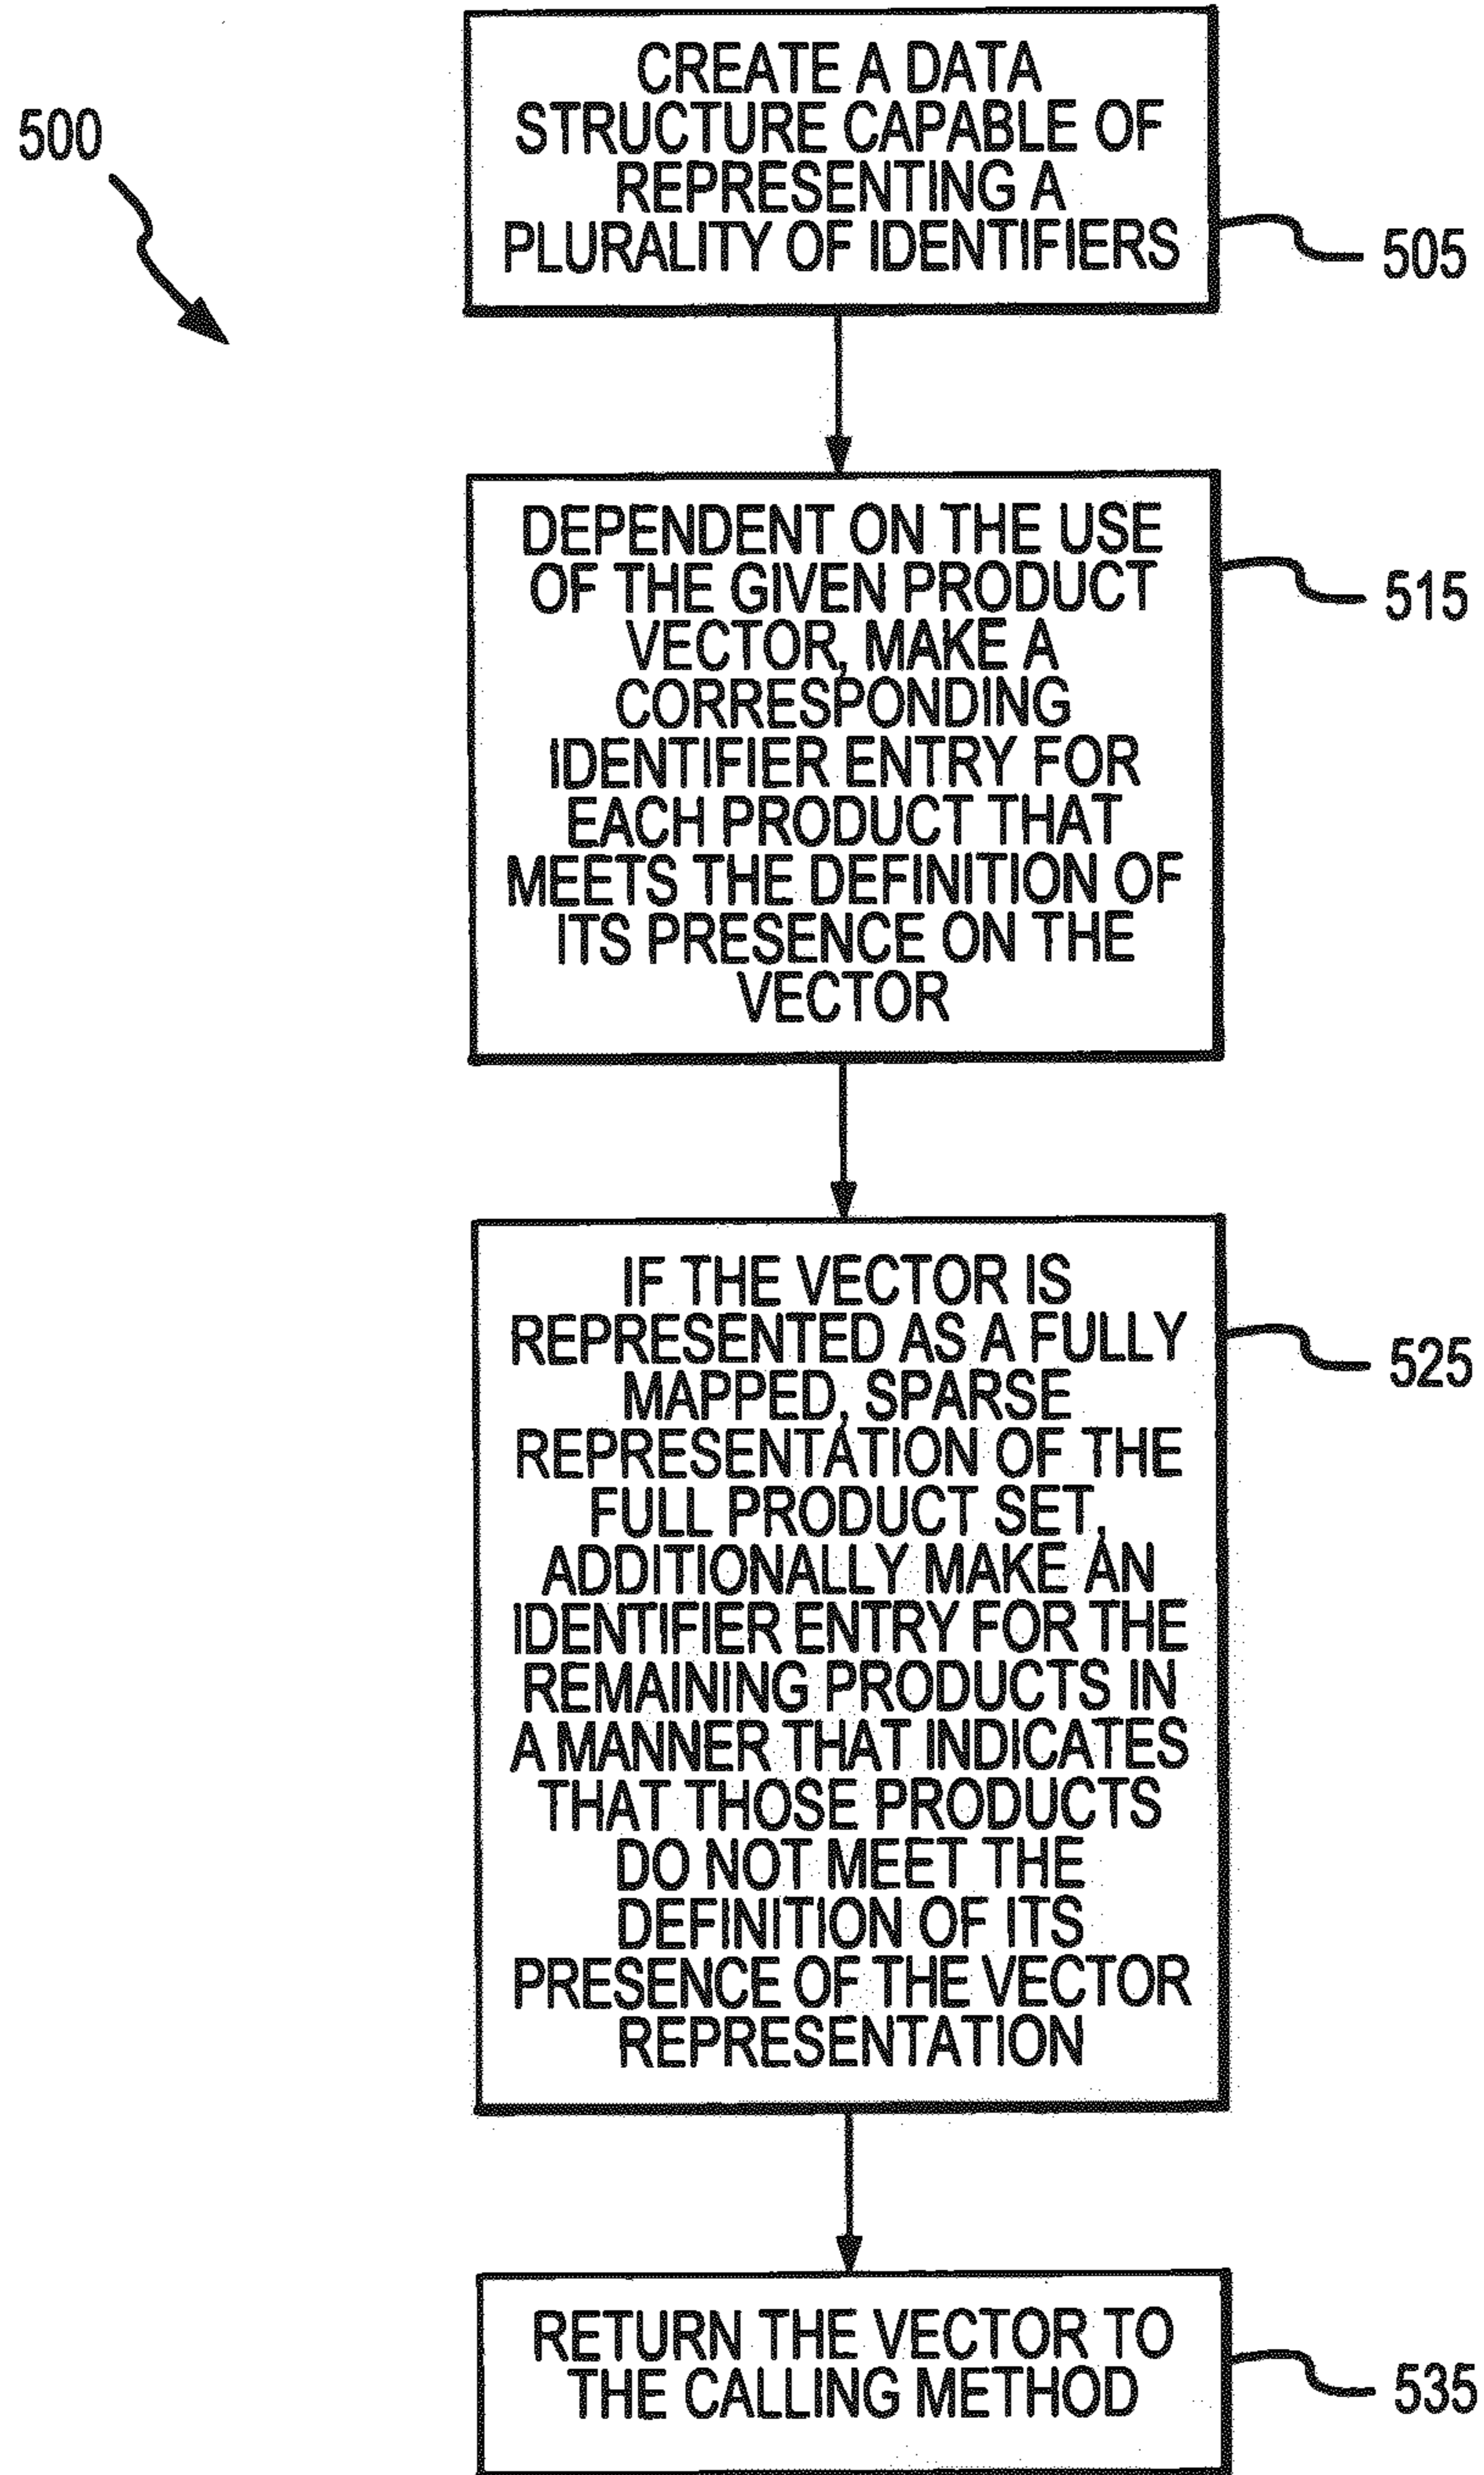 500
CREATE A DATA
STRUCTURE CAPABLE OF
REPRESENTING A
PLURALITY OF IDENTIFIERS
505
DEPENDENT ON THE USE
OF THE GIVEN PRODUCT
VECTOR, MAKE A
CORRESPONDING
IDENTIFIER ENTRY FOR
EACH PRODUCT THAT
MEETS THE DEFINITION OF
ITS PRESENCE ON THE
VECTOR
515
IF THE VECTOR IS
REPRESENTED AS A FULLY
MAPPED, SPARSE
REPRESENTATION OF THE
FULL PRODUCT SET,
ADDITIONALLY MAKE AN
IDENTIFIER ENTRY FOR THE
REMAINING PRODUCTS IN
A MANNER THAT INDICATES
THAT THOSE PRODUCTS
DO NOT MEET THE
DEFINITION OF ITS
PRESENCE OF THE VECTOR
REPRESENTATION
525
RETURN THE VECTOR TO
THE CALLING METHOD
535